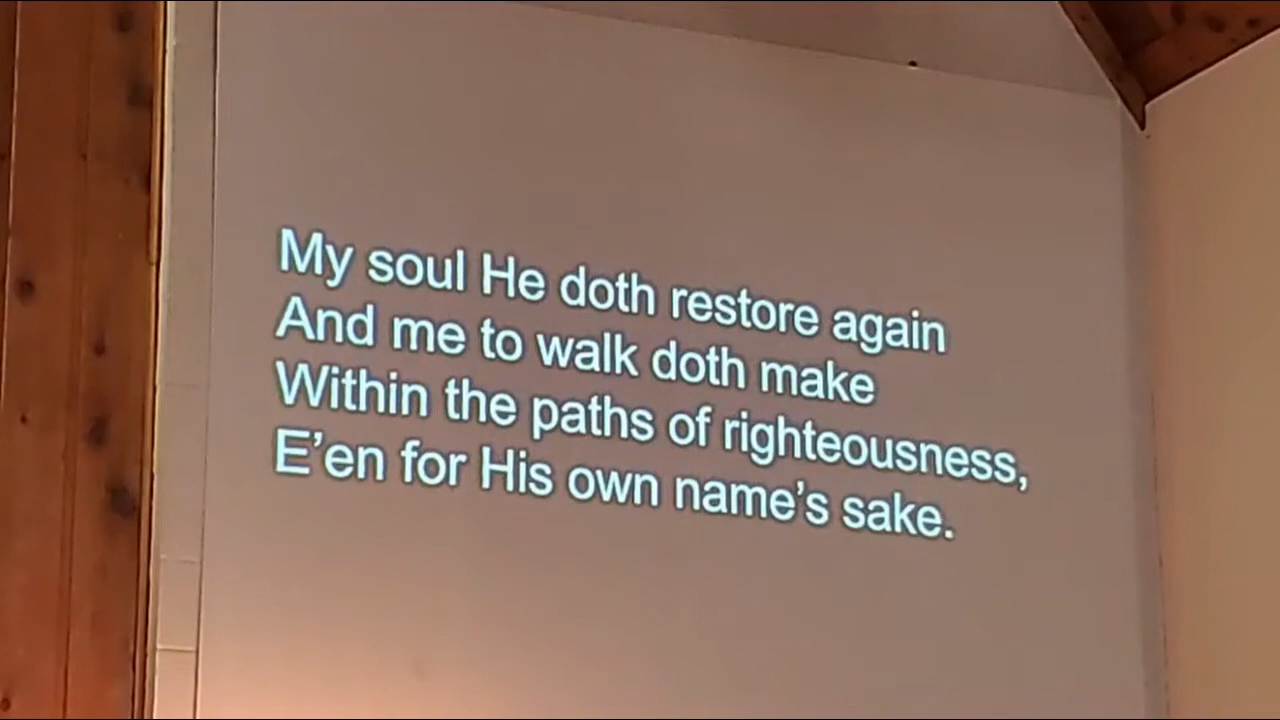 My soul He doth restore again
And me to walk doth make
Within the paths of righteousness,
E’en for His own name’s sake.